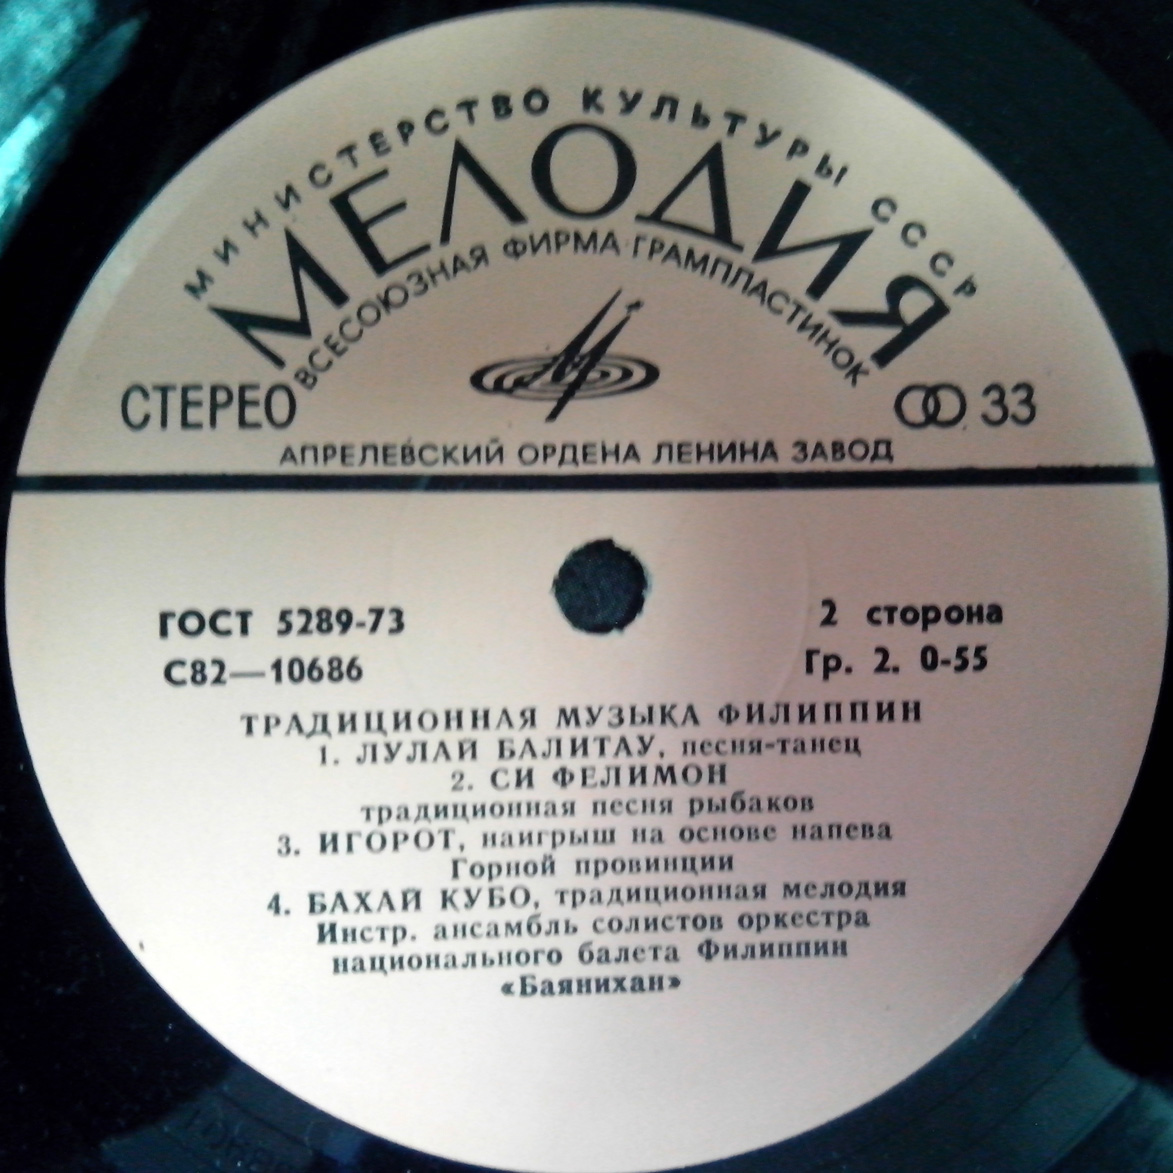 МИНИСТЕРСТВО КУЛЬТУРЫ СССР
МЕЛОДИЯ
ВСЕСОЮЗНАЯ ФИРМА ГРАМПЛАСТИНОК
СТЕРЕО
33
АПРЕЛЕВСКИЙ ОРДЕНА ЛЕНИНА ЗАВОД
ГОСТ 5289-73
2 сторона
С82—10686
Гр. 2. 0-55
ТРАДИЦИОННАЯ МУЗЫКА ФИЛИППИН
1. ЛУЛАЙ БАЛИТАУ, песня-танец
2. СИ ФЕЛИМОН
традиционная песня рыбаков
3. ИГОРОТ, наигрыш на основе напева
Горной провинции
4. БАХАЙ КУБО, традиционная мелодия
Инстр. ансамбль солистов оркестра
национального балета Филиппин
«Баянихан»